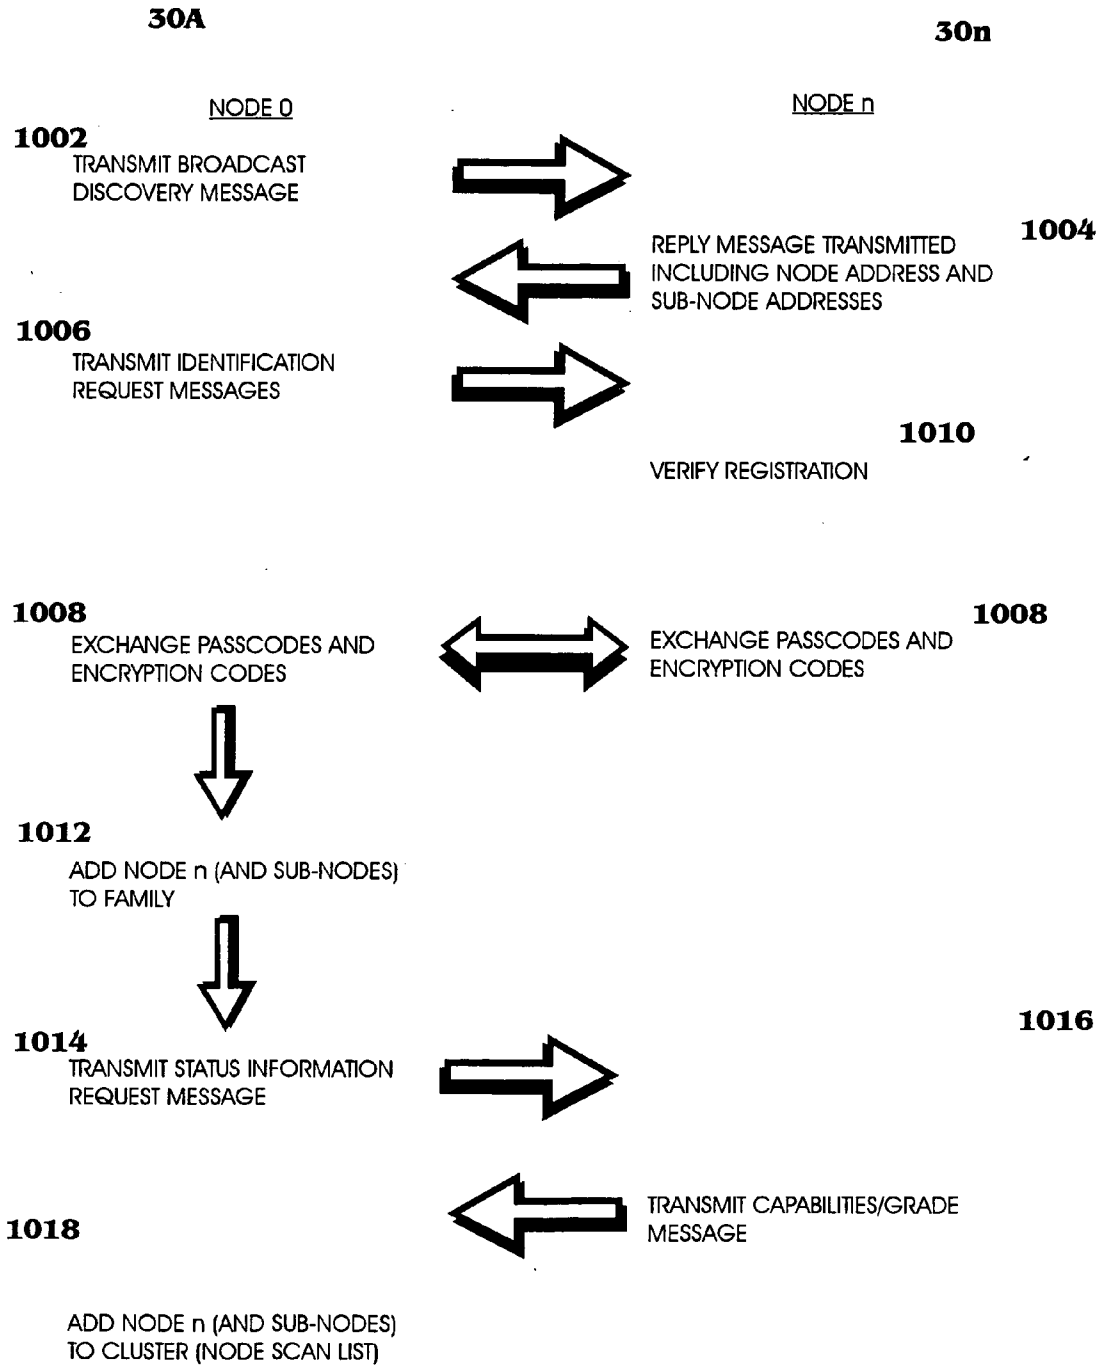 30A
30n
NODE 0
NODE n
1002
TRANSMIT BROADCAST
DISCOVERY MESSAGE
1004
REPLY MESSAGE TRANSMITTED
INCLUDING NODE ADDRESS AND
SUB-NODE ADDRESSES
1006
TRANSMIT IDENTIFICATION
REQUEST MESSAGES
1010
VERIFY REGISTRATION
1008
EXCHANGE PASSCODES AND
ENCRYPTION CODES
1008
EXCHANGE PASSCODES AND
ENCRYPTION CODES
1012
ADD NODE n (AND SUB-NODES)
TO FAMILY
1014
TRANSMIT STATUS INFORMATION
REQUEST MESSAGE
1016
TRANSMIT CAPABILITIES/GRADE
MESSAGE
1018
ADD NODE n (AND SUB-NODES)
TO CLUSTER (NODE SCAN LIST)